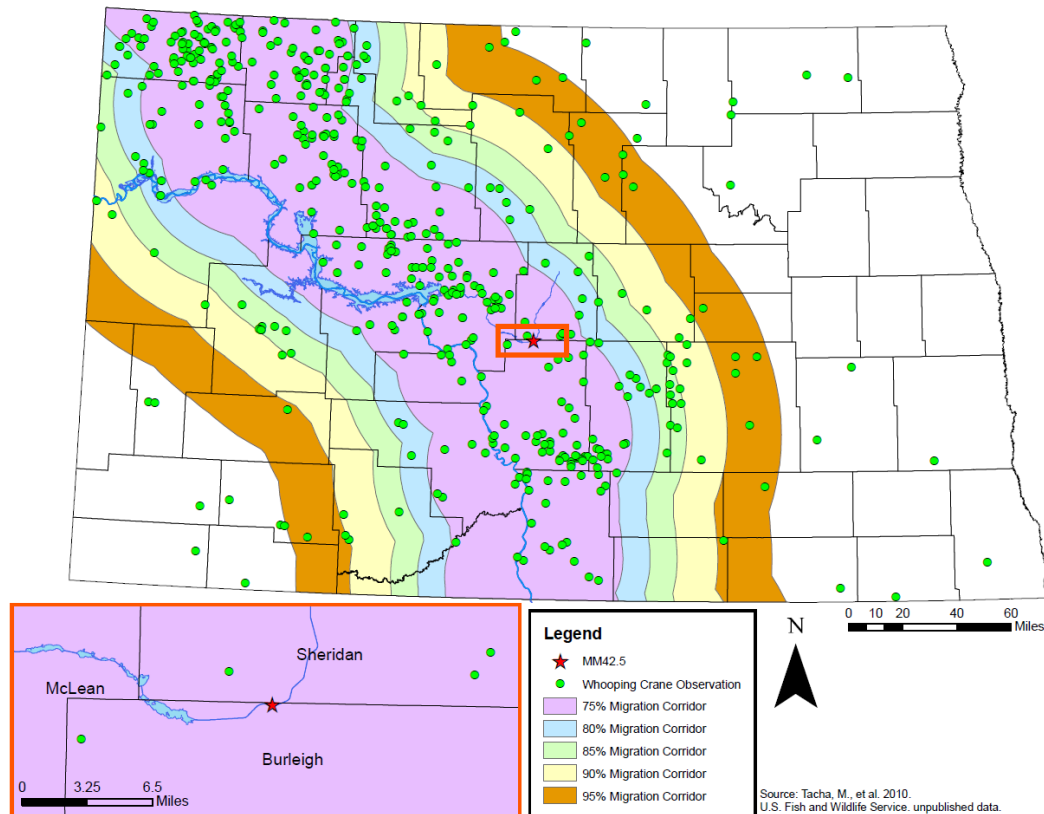 Sheridan
McLean
Burleigh
0 3.25 6.5
Miles
Legend
MM42.5
Whooping Crane Observation
75% Migration Corridor
80% Migration Corridor
85% Migration Corridor
90% Migration Corridor
95% Migration Corridor
N
0 10 20 40 60
Miles
Source: Tacha, M., et al. 2010.
U.S. Fish and Wildlife Service. unpublished data.